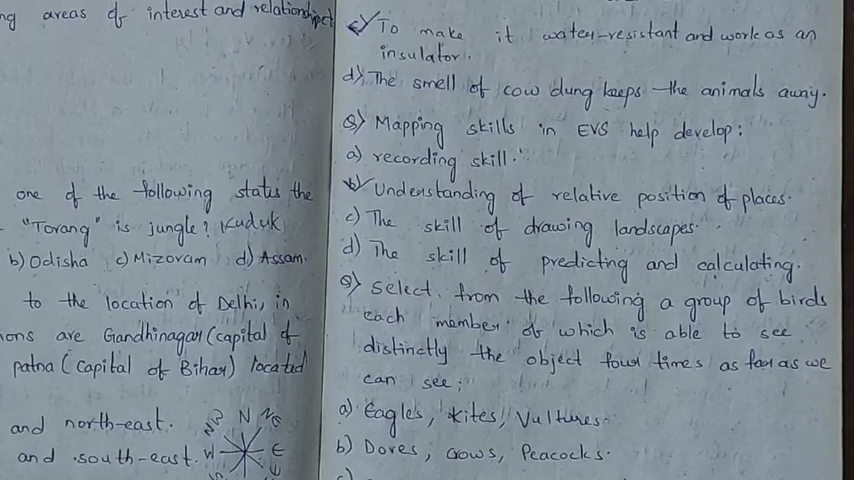 ng areas of interest and relationship
one of the following states the
"Torang" is jungle? Kuduk
b) Odisha c) Mizoram d) Assam.
to the location of Delhi, in
ions are Gandhinagar (capital of
patna (capital of Bihar) located
and north-east.
and south-east.
NW N NE
W E
c) To make it water-resistant and work as an
insulator.
d) The smell of cow dung keeps the animals away.
Q) Mapping skills in EVS help develop:
a) recording skill.
b) Understanding of relative position of places.
c) The skill of drawing landscapes.
d) The skill of predicting and calculating.
Q) Select from the following a group of birds
each member of which is able to see
distinctly the object four times as far as we
can see:
a) Eagles, Kites, Vultures.
b) Doves, crows, Peacocks.